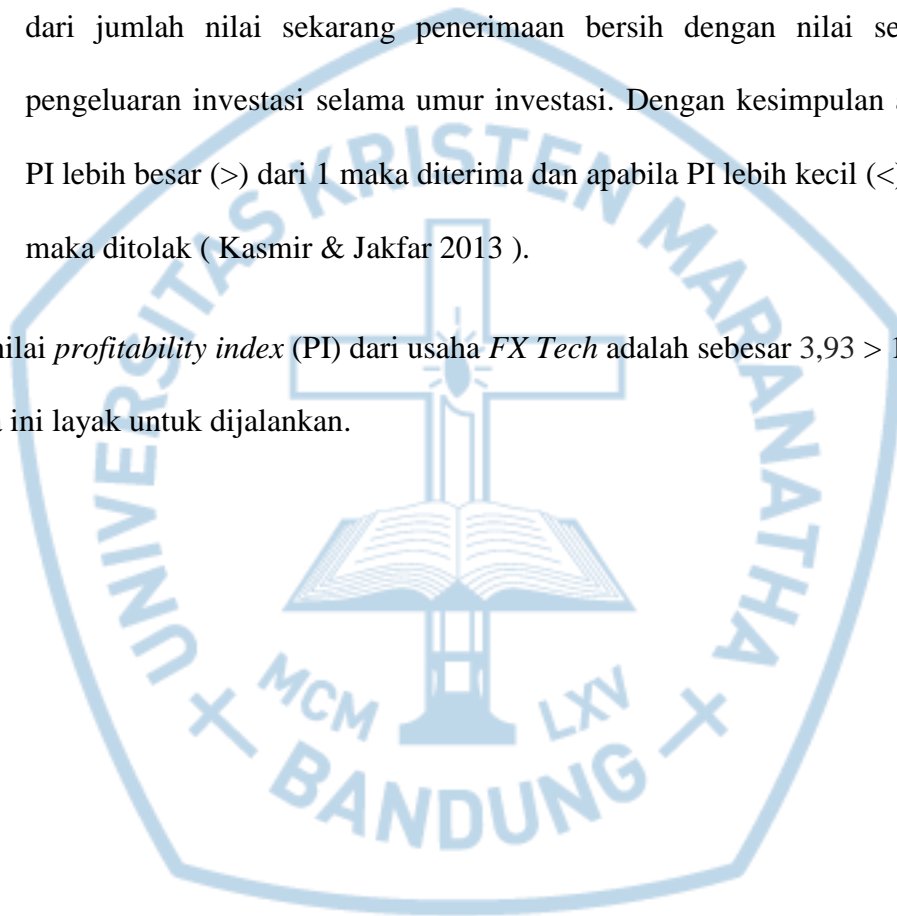 dari jumlah nilai sekarang penerimaan bersih dengan nilai
pengeluaran investasi selama umur investasi. Dengan kesimpulan
PI lebih besar (>) dari 1 maka diterima dan apabila PI lebih kecil (<)
maka ditolak ( Kasmir & Jakfar 2013 ).
profitability index (PI) dari usaha FX Tech adalah sebesar 3,93 > 1
ini layak untuk dijalankan.
UNIVERSITAS KRISTEN MARANATHA
MCM LXV
BANDUNG